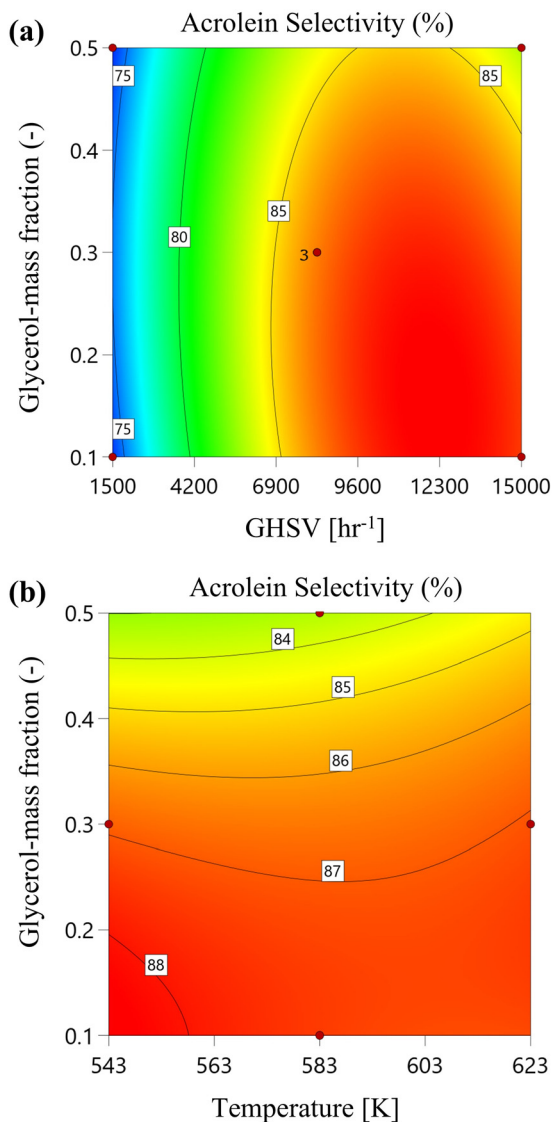 (a)
Acrolein Selectivity (%)
Glycerol-mass fraction (-)
0.5
0.4
0.3
0.2
0.1
75
85
85
80
3
75
1500 4200 6900 9600 12300 15000
GHSV [hr⁻¹]
(b)
Acrolein Selectivity (%)
Glycerol-mass fraction (-)
0.5
0.4
0.3
0.2
0.1
84
85
86
87
88
543 563 583 603 623
Temperature [K]